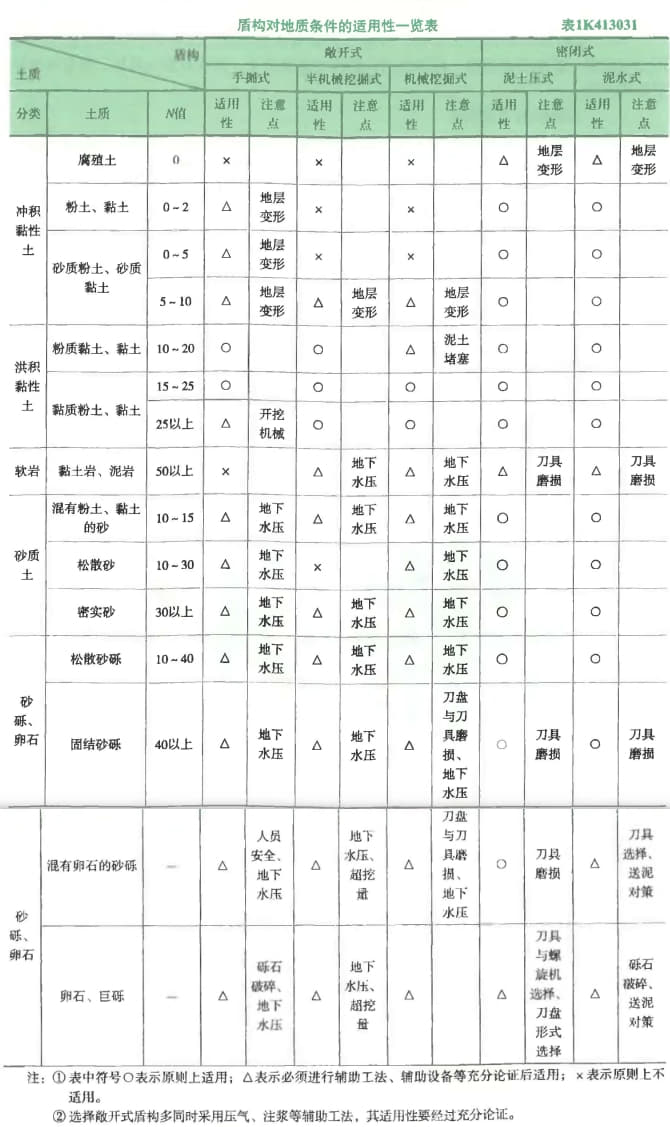 盾构对地质条件的适用性一览表 表1K413031
盾构 敞开式 密闭式
土质 手掘式 半机械挖掘式 机械挖掘式 泥土压式 泥水式
分类 土质 N值 适用性 注意点 适用性 注意点 适用性 注意点 适用性 注意点 适用性 注意点
冲积黏性土 腐殖土 0 × × × △ 地层变形 △ 地层变形
粉土、黏土 0~2 △ 地层变形 × × ○ ○
砂质粉土、砂质黏土 0~5 △ 地层变形 × × ○ ○
5~10 △ 地层变形 △ 地层变形 △ 地层变形 ○ ○
洪积黏性土 粉质黏土、黏土 10~20 ○ ○ △ 泥土堵塞 ○ ○
黏质粉土、黏土 15~25 ○ ○ ○ ○ ○
25以上 △ 开挖机械 ○ ○ ○ ○
软岩 黏土岩、泥岩 50以上 × △ 地下水压 △ 地下水压 △ 刀具磨损 △ 刀具磨损
砂质土 混有粉土、黏土的砂 10~15 △ 地下水压 △ 地下水压 △ 地下水压 ○ ○
松散砂 10~30 △ 地下水压 × △ 地下水压 ○ ○
密实砂 30以上 △ 地下水压 △ 地下水压 △ 地下水压 ○ ○
砂砾、卵石 松散砂砾 10~40 △ 地下水压 △ 地下水压 △ 地下水压 ○ ○
固结砂砾 40以上 △ 地下水压 △ 地下水压 △ 刀盘与刀具磨损、地下水压 ○ 刀具磨损 ○ 刀具磨损
砂砾、卵石 混有卵石的砂砾 — △ 人员安全、地下水压 △ 地下水压、超挖量 △ 刀盘与刀具磨损、地下水压 ○ 刀具磨损 △ 刀具选择、送泥对策
卵石、巨砾 — △ 砾石破碎、地下水压 △ 地下水压、超挖量 △ △ 刀具与螺旋机选择、刀盘形式选择 △ 砾石破碎、送泥对策
注：①表中符号○表示原则上适用；△表示必须进行辅助工法、辅助设备等充分论证后适用；×表示原则上不
适用。
②选择敞开式盾构多同时采用压气、注浆等辅助工法，其适用性要经过充分论证。